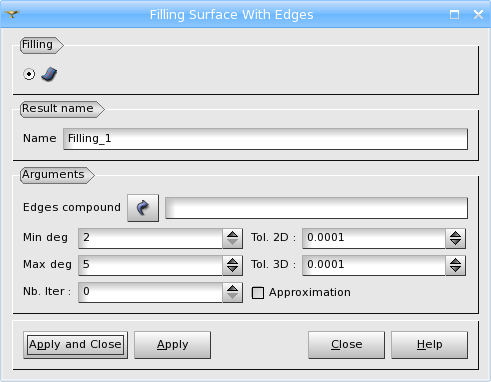 Filling Surface With Edges
Filling
Result name
Name Filling_1
Arguments
Edges compound
Min deg 2 Tol. 2D : 0.0001
Max deg 5 Tol. 3D : 0.0001
Nb. Iter : 0 Approximation
Apply and Close Apply Close Help